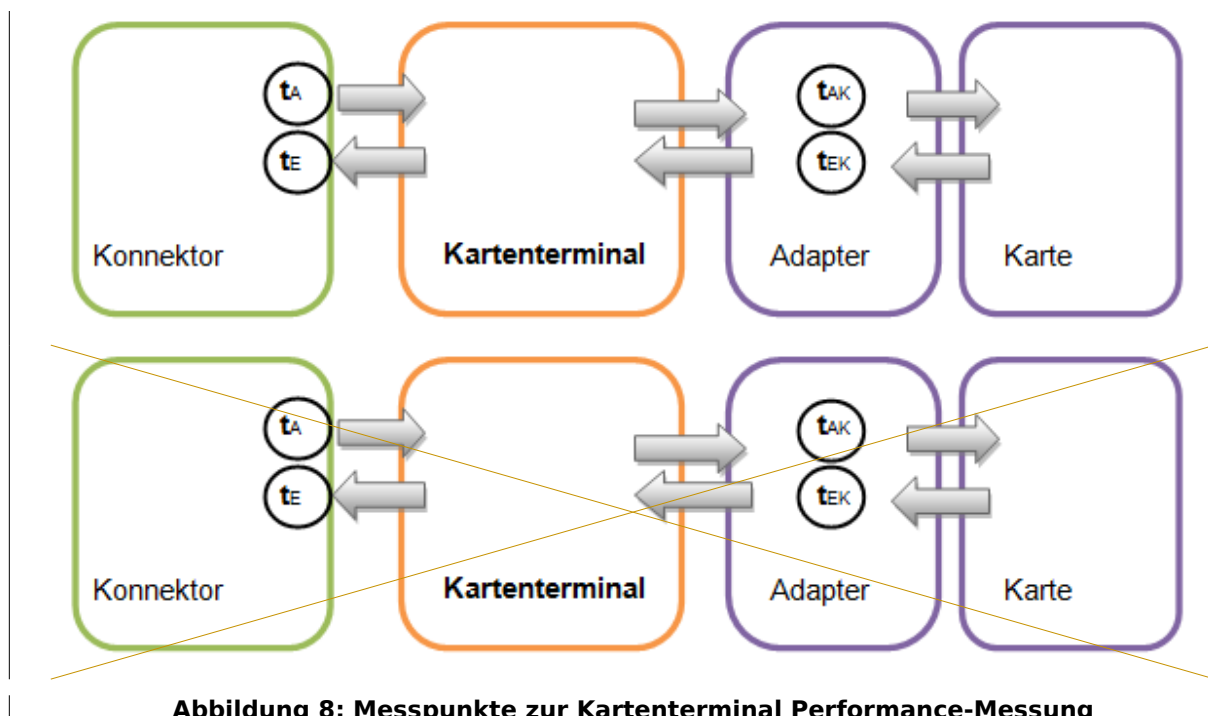 tA
tAK
tE
tEK
Konnektor
Kartenterminal
Adapter
Karte
tA
tAK
tE
tEK
Konnektor
Kartenterminal
Adapter
Karte
Abbildung 8: Messpunkte zur Kartenterminal Performance-Messung